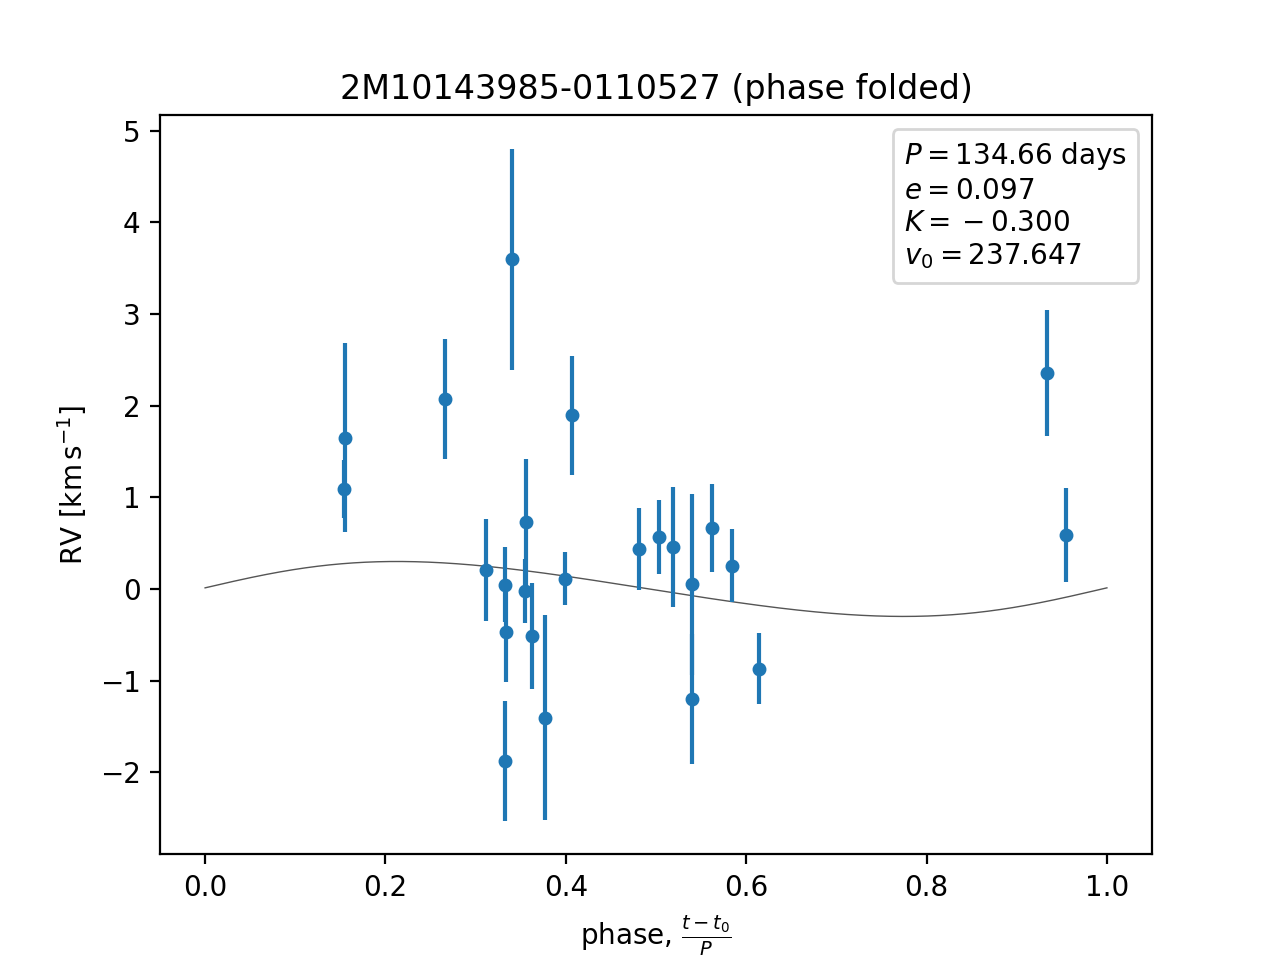 2M10143985-0110527 (phase folded)
P = 134.66 days
e = 0.097
K = −0.300
v₀ = 237.647
RV [km s⁻¹]
5
4
3
2
1
0
−1
−2
0.0 0.2 0.4 0.6 0.8 1.0
phase, (t − t₀)/P